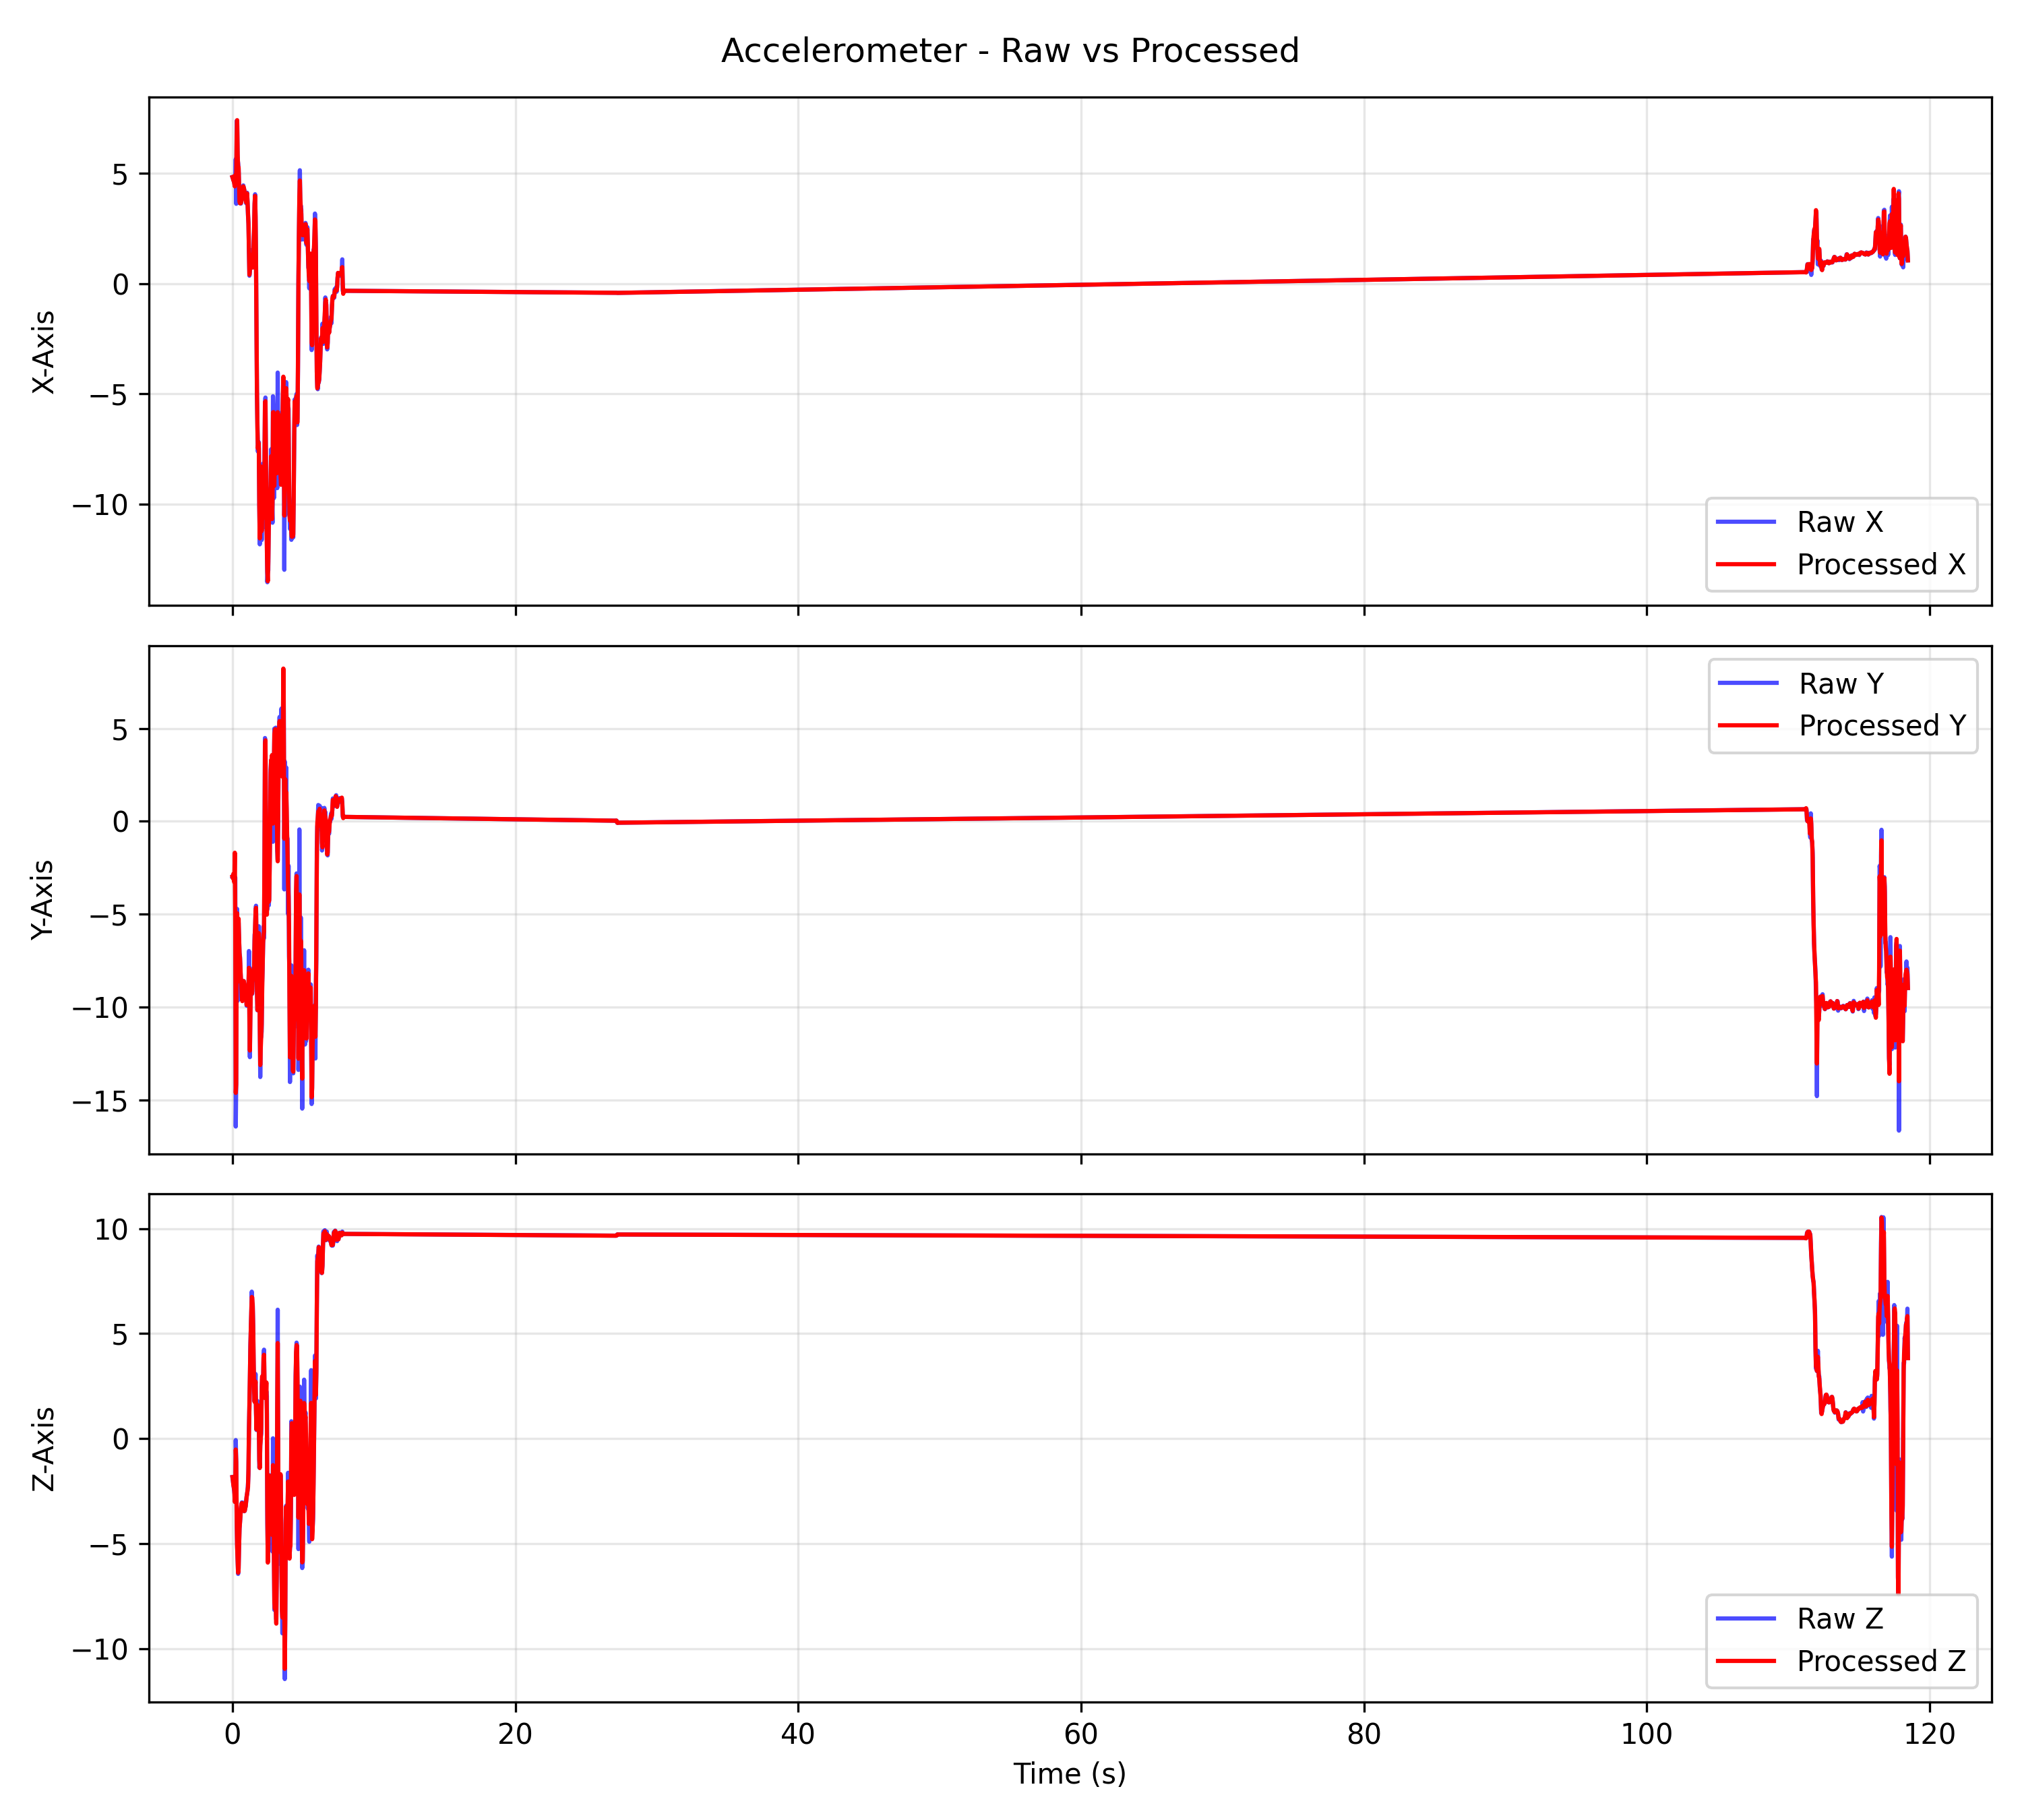 Accelerometer - Raw vs Processed
X-Axis
5
0
−5
−10
Raw X
Processed X
Y-Axis
5
0
−5
−10
−15
Raw Y
Processed Y
Z-Axis
10
5
0
−5
−10
Raw Z
Processed Z
0 20 40 60 80 100 120
Time (s)